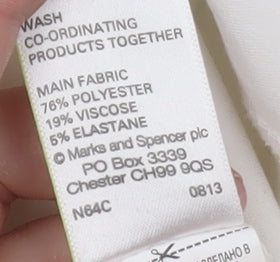 WASH
CO-ORDINATING
PRODUCTS TOGETHER
MAIN FABRIC
76% POLYESTER
19% VISCOSE
5% ELASTANE
© Marks and Spencer plc
PO Box 3339
Chester CH99 9QS
N64C 0813
СДЕЛАНО В